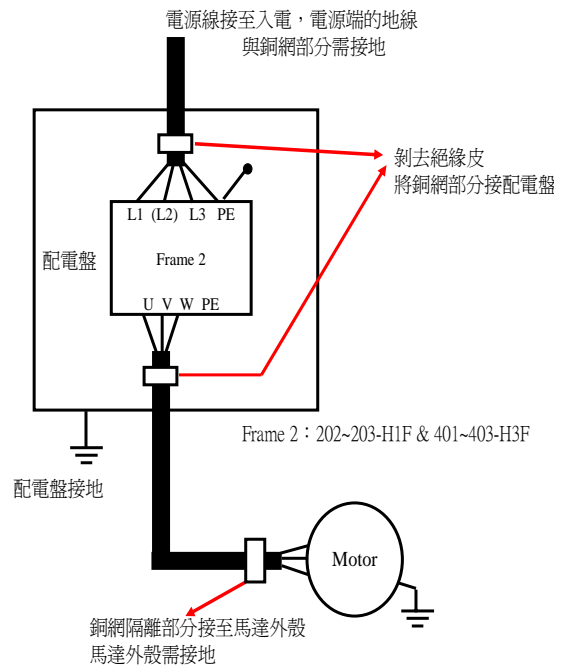 電源線接至入電，電源端的地線
與銅網部分需接地
剝去絕緣皮
將銅網部分接配電盤
L1 (L2) L3 PE
配電盤
Frame 2
U V W PE
Frame 2：202~203-H1F & 401~403-H3F
配電盤接地
Motor
銅網隔離部分接至馬達外殼
馬達外殼需接地